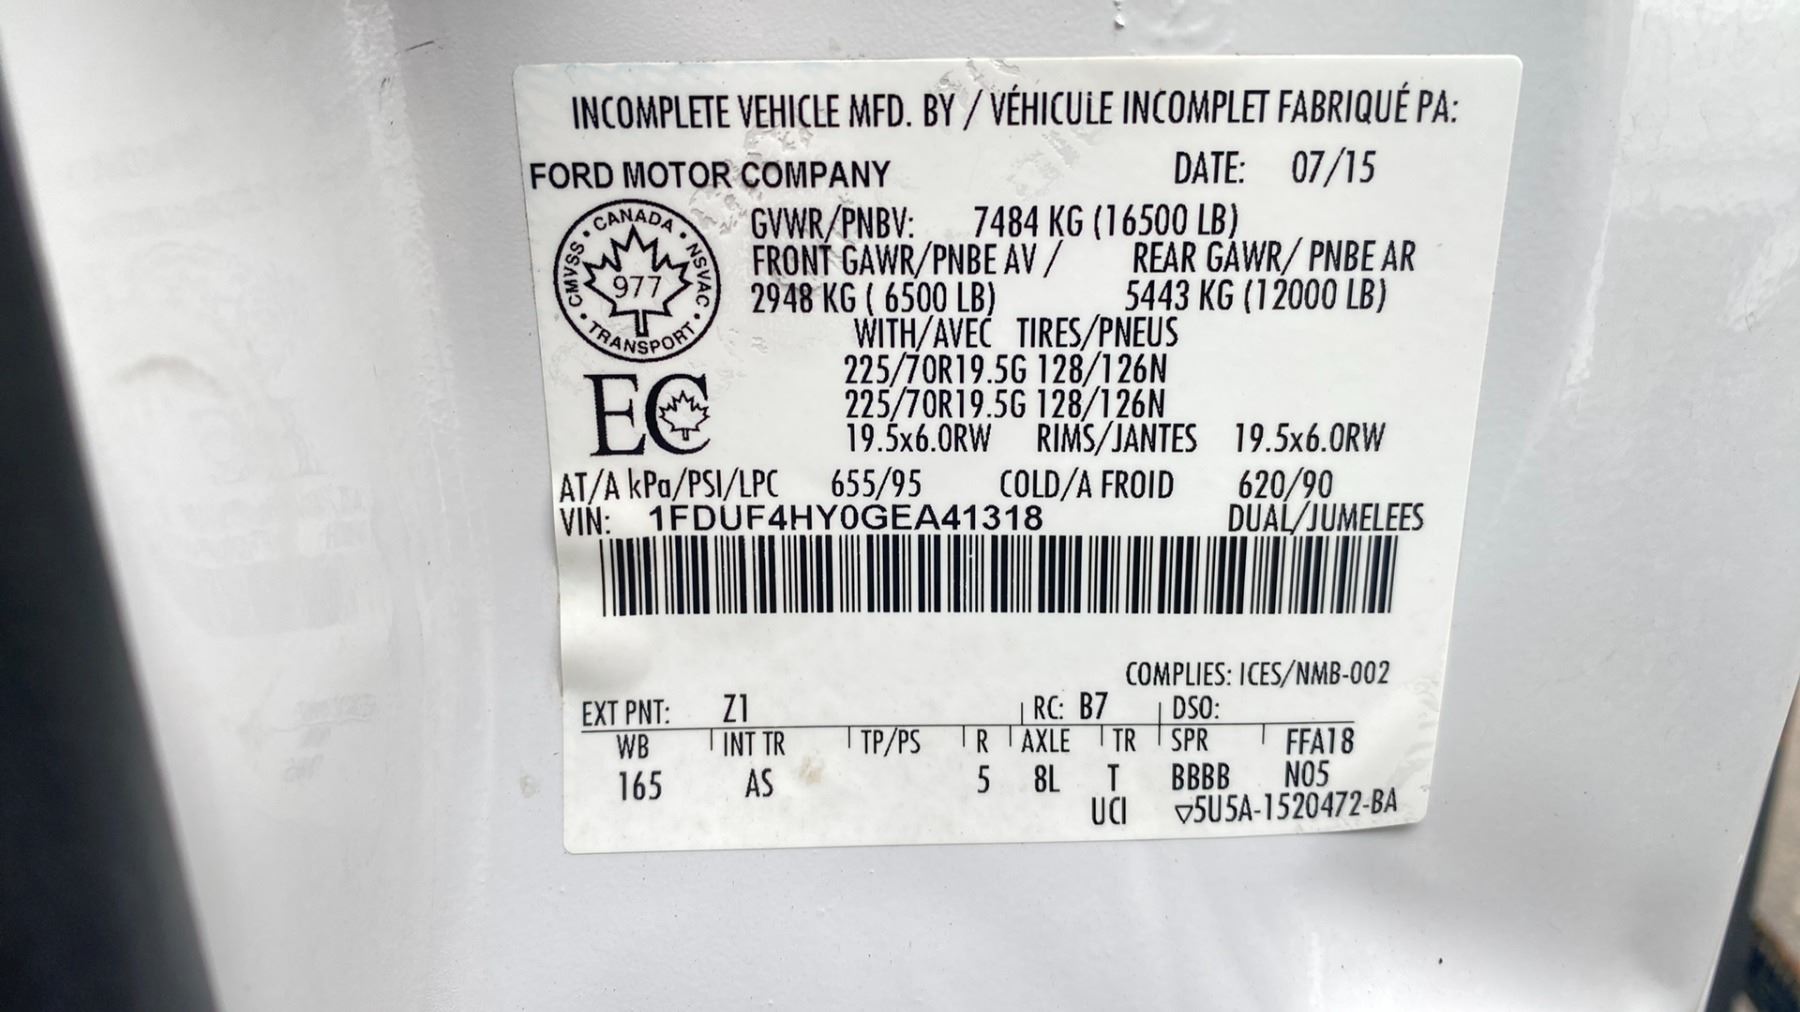 INCOMPLETE VEHICLE MFD. BY / VÉHICULE INCOMPLET FABRIQUÉ PA:
FORD MOTOR COMPANY DATE: 07/15
CANADA • NSVAC • TRANSPORT • CMVSS •
977
GVWR/PNBV: 7484 KG (16500 LB)
FRONT GAWR/PNBE AV / REAR GAWR/ PNBE AR
2948 KG ( 6500 LB) 5443 KG (12000 LB)
WITH/AVEC TIRES/PNEUS
225/70R19.5G 128/126N
225/70R19.5G 128/126N
EC
19.5x6.0RW RIMS/JANTES 19.5x6.0RW
AT/A kPa/PSI/LPC 655/95 COLD/A FROID 620/90
VIN: 1FDUF4HY0GEA41318 DUAL/JUMELEES
COMPLIES: ICES/NMB-002
EXT PNT: Z1 RC: B7 DSO:
WB INT TR TP/PS R AXLE TR SPR FFA18
165 AS 5 8L T BBBB N05
UCI ▽5U5A-1520472-BA